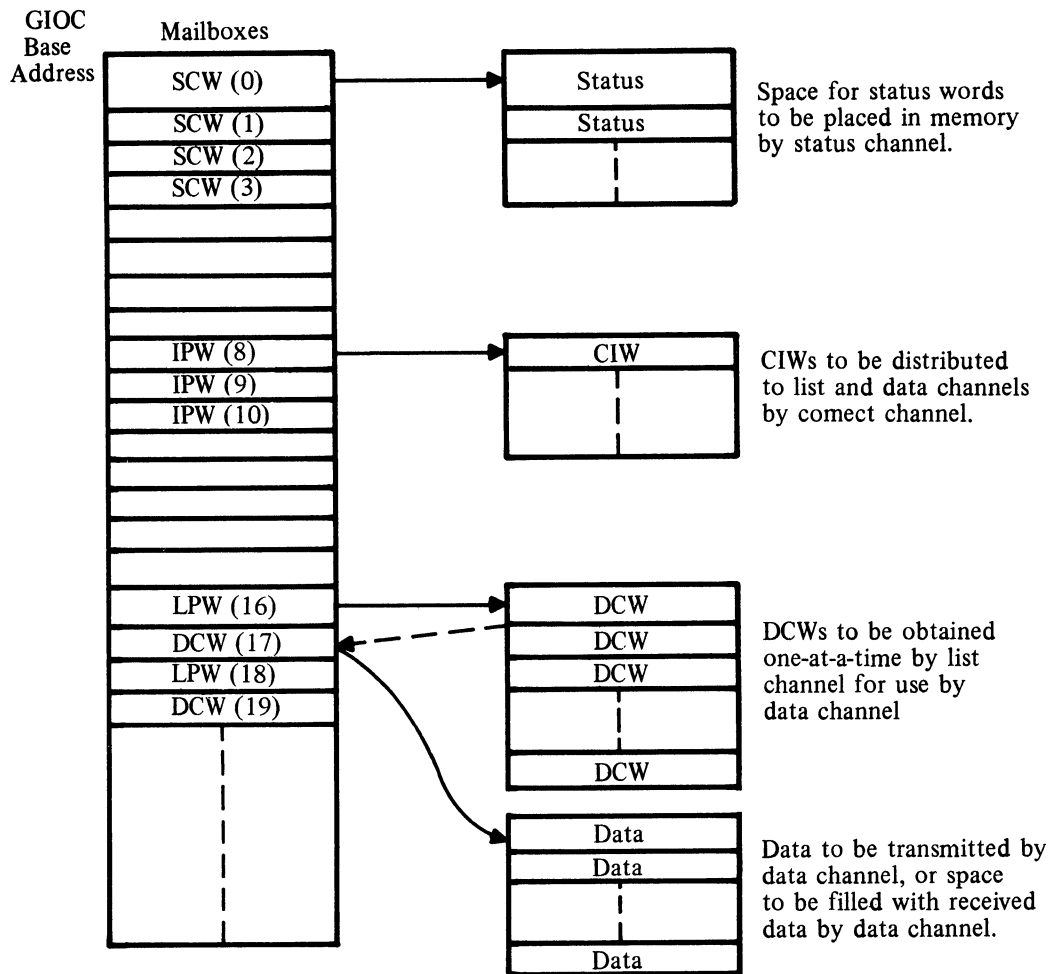 GIOC
Base
Address
Mailboxes
SCW (0)
SCW (1)
SCW (2)
SCW (3)
IPW (8)
IPW (9)
IPW (10)
LPW (16)
DCW (17)
LPW (18)
DCW (19)
Status
Status
Space for status words
to be placed in memory
by status channel.
CIW
CIWs to be distributed
to list and data channels
by comect channel.
DCW
DCW
DCW
DCW
DCWs to be obtained
one-at-a-time by list
channel for use by
data channel
Data
Data
Data
Data to be transmitted by
data channel, or space
to be filled with received
data by data channel.